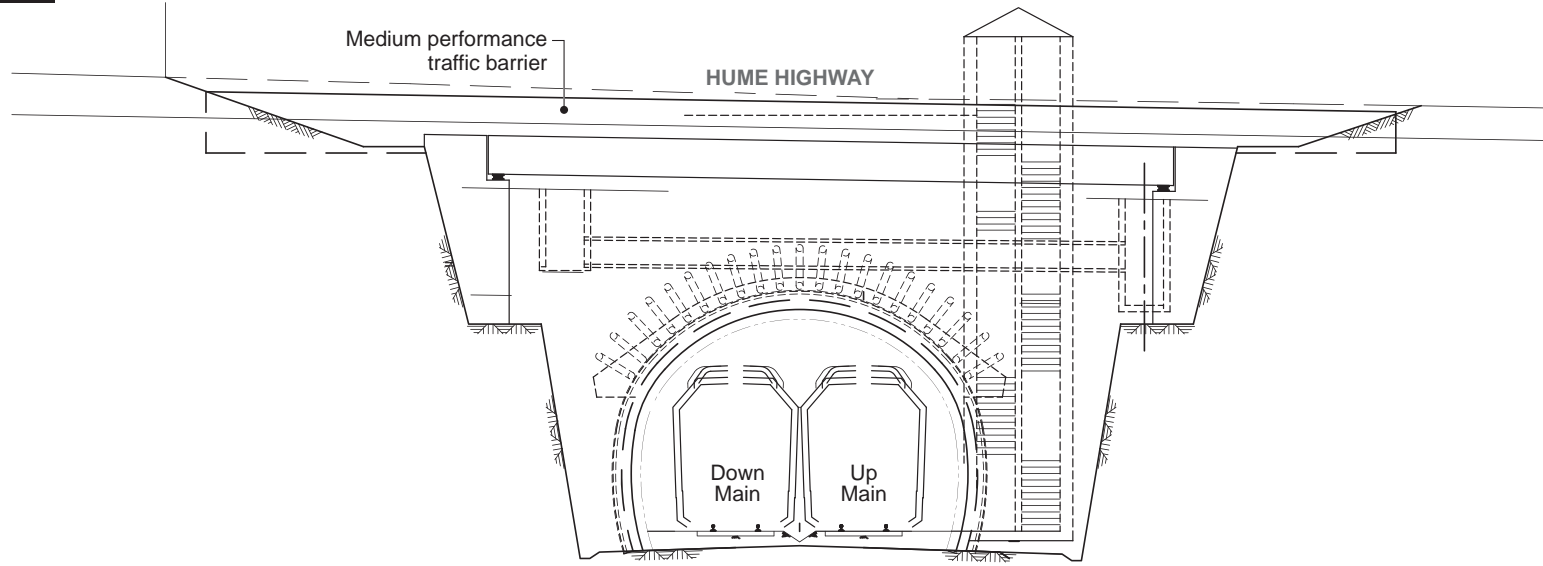 Medium performance
traffic barrier
HUME HIGHWAY
Down
Main
Up
Main